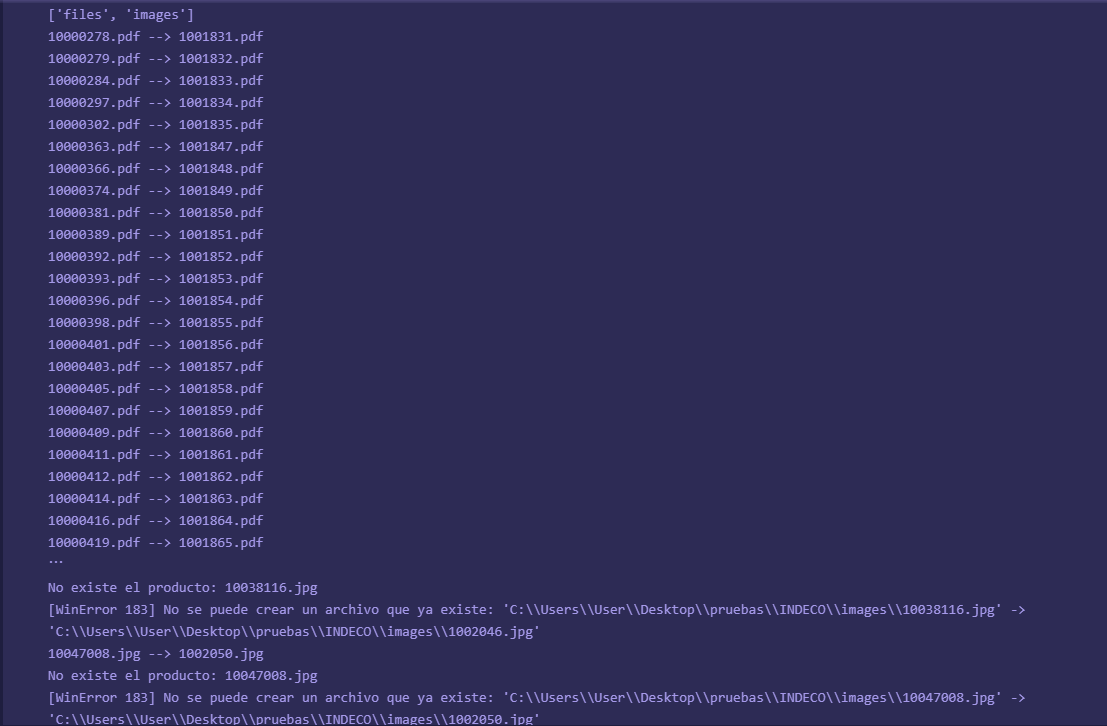 ['files', 'images']
10000278.pdf --> 1001831.pdf
10000279.pdf --> 1001832.pdf
10000284.pdf --> 1001833.pdf
10000297.pdf --> 1001834.pdf
10000302.pdf --> 1001835.pdf
10000363.pdf --> 1001847.pdf
10000366.pdf --> 1001848.pdf
10000374.pdf --> 1001849.pdf
10000381.pdf --> 1001850.pdf
10000389.pdf --> 1001851.pdf
10000392.pdf --> 1001852.pdf
10000393.pdf --> 1001853.pdf
10000396.pdf --> 1001854.pdf
10000398.pdf --> 1001855.pdf
10000401.pdf --> 1001856.pdf
10000403.pdf --> 1001857.pdf
10000405.pdf --> 1001858.pdf
10000407.pdf --> 1001859.pdf
10000409.pdf --> 1001860.pdf
10000411.pdf --> 1001861.pdf
10000412.pdf --> 1001862.pdf
10000414.pdf --> 1001863.pdf
10000416.pdf --> 1001864.pdf
10000419.pdf --> 1001865.pdf
...
No existe el producto: 10038116.jpg
[WinError 183] No se puede crear un archivo que ya existe: 'C:\\Users\\User\\Desktop\\pruebas\\INDECO\\images\\10038116.jpg' ->
'C:\\Users\\User\\Desktop\\pruebas\\INDECO\\images\\1002046.jpg'
10047008.jpg --> 1002050.jpg
No existe el producto: 10047008.jpg
[WinError 183] No se puede crear un archivo que ya existe: 'C:\\Users\\User\\Desktop\\pruebas\\INDECO\\images\\10047008.jpg' ->
'C:\\Users\\User\\Desktop\\pruebas\\INDECO\\images\\1002050.jpg'